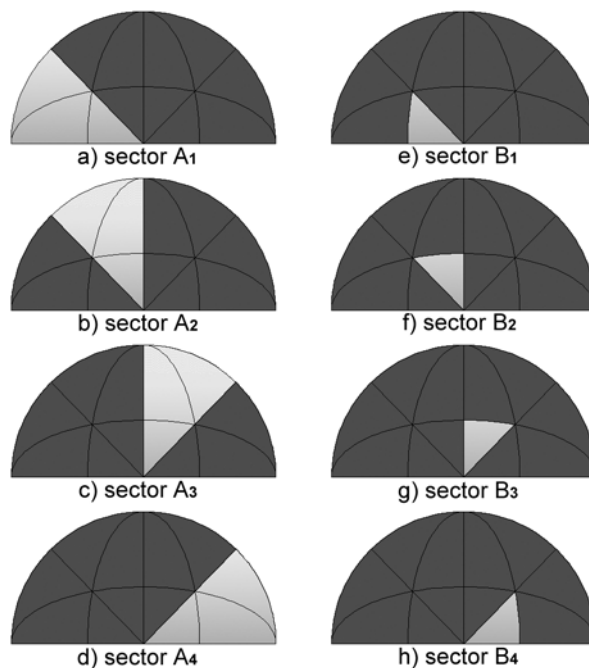 a) sector A1
e) sector B1
b) sector A2
f) sector B2
c) sector A3
g) sector B3
d) sector A4
h) sector B4